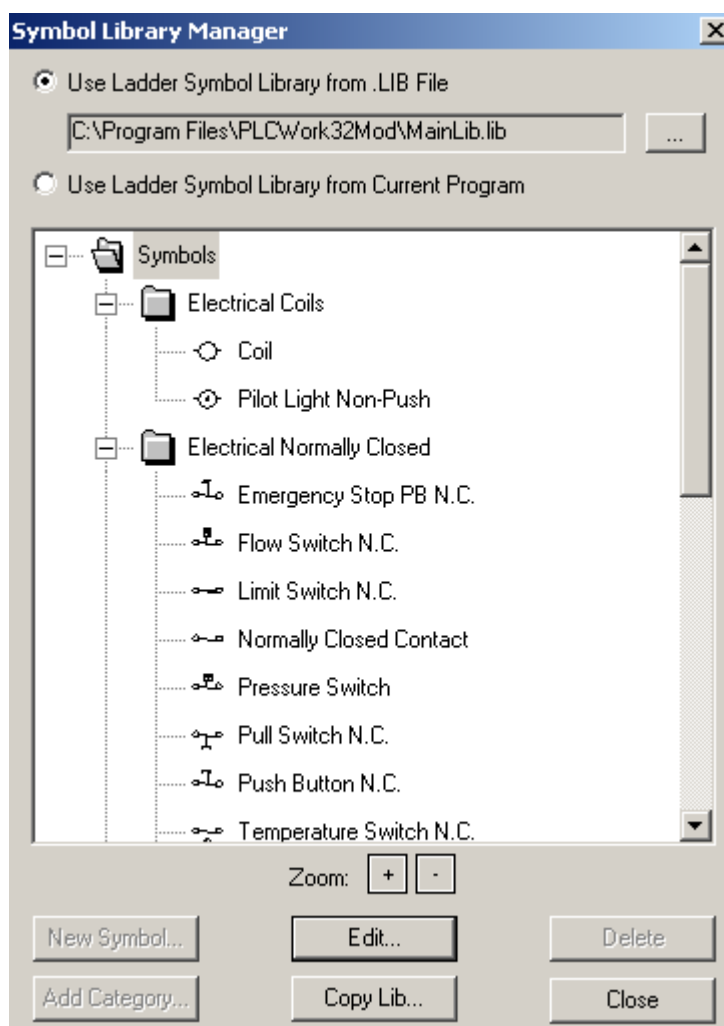 Symbol Library Manager
Use Ladder Symbol Library from .LIB File
C:\Program Files\PLCWork32Mod\MainLib.lib
...
Use Ladder Symbol Library from Current Program
Symbols
Electrical Coils
Coil
Pilot Light Non-Push
Electrical Normally Closed
Emergency Stop PB N.C.
Flow Switch N.C.
Limit Switch N.C.
Normally Closed Contact
Pressure Switch
Pull Switch N.C.
Push Button N.C.
Temperature Switch N.C.
Zoom: + -
New Symbol... Edit... Delete
Add Category... Copy Lib... Close